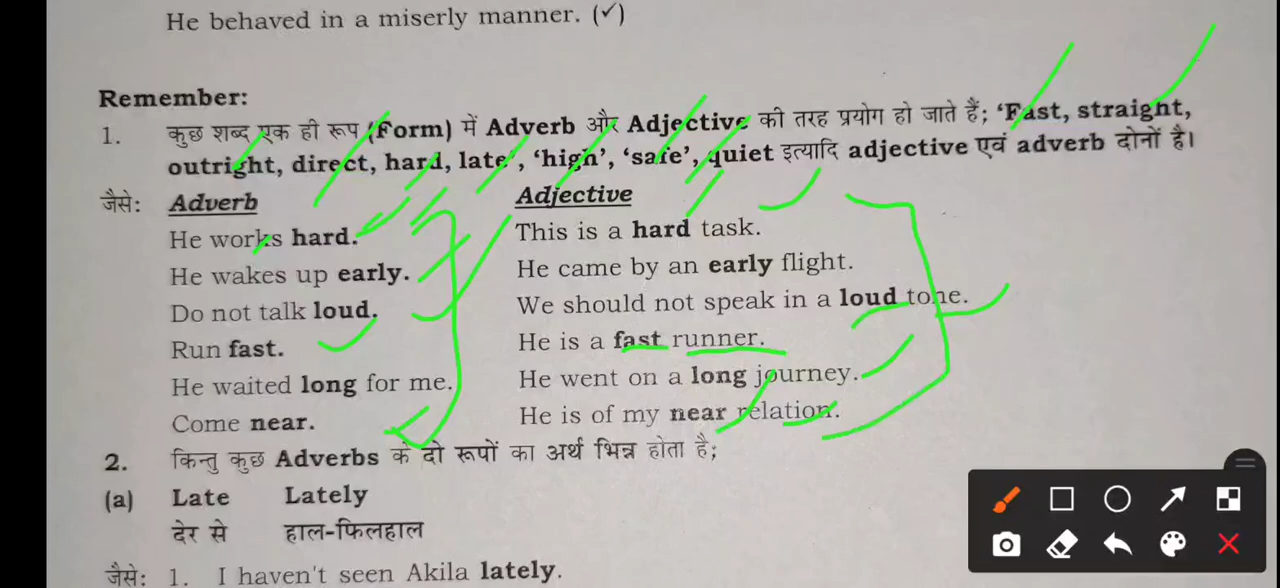 He behaved in a miserly manner. (✓)
Remember:
1. कुछ शब्द एक ही रूप (Form) में Adverb और Adjective की तरह प्रयोग हो जाते हैं; 'Fast, straight,
outright, direct, hard, late', 'high', 'safe', quiet इत्यादि adjective एवं adverb दोनों है।
जैसे: Adverb Adjective
He works hard. This is a hard task.
He wakes up early. He came by an early flight.
Do not talk loud. We should not speak in a loud tone.
Run fast. He is a fast runner.
He waited long for me. He went on a long journey.
Come near. He is of my near relation.
2. किन्तु कुछ Adverbs के दो रूपों का अर्थ भिन्न होता है;
(a) Late Lately
देर से हाल-फिलहाल
जैसे: 1. I haven't seen Akila lately.